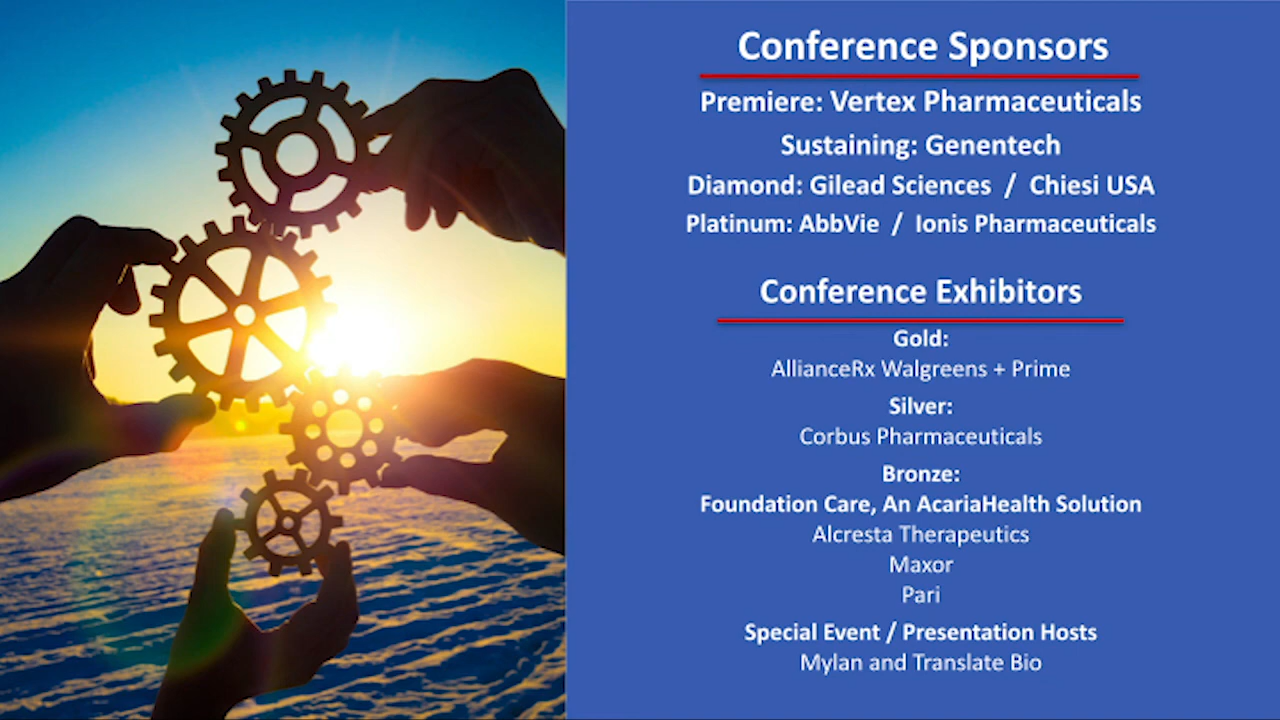 Conference Sponsors
Premiere: Vertex Pharmaceuticals
Sustaining: Genentech
Diamond: Gilead Sciences / Chiesi USA
Platinum: AbbVie / Ionis Pharmaceuticals
Conference Exhibitors
Gold:
AllianceRx Walgreens + Prime
Silver:
Corbus Pharmaceuticals
Bronze:
Foundation Care, An AcariaHealth Solution
Alcresta Therapeutics
Maxor
Pari
Special Event / Presentation Hosts
Mylan and Translate Bio